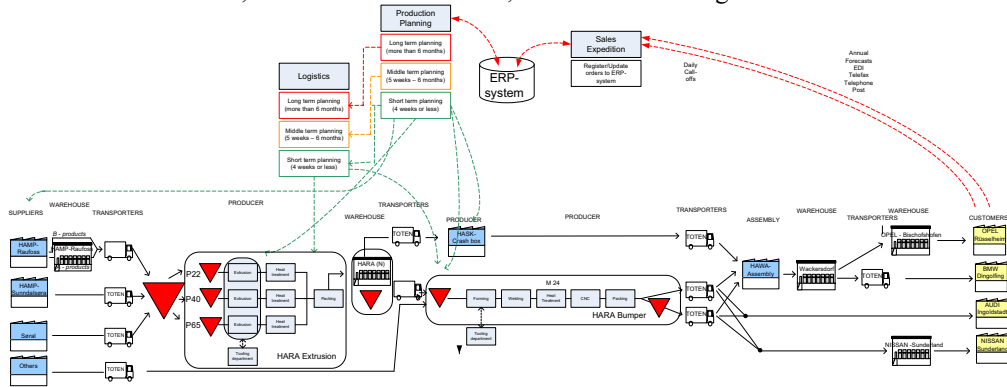 Production
Planning
Long term planning
(more than 6 months)
Middle term planning
(5 weeks – 6 months)
Short term planning
(4 weeks or less)
Logistics
Long term planning
(more than 6 months)
Middle term planning
(5 weeks – 6 months)
Short term planning
(4 weeks or less)
ERP-
system
Sales
Expedition
Register/Update
orders to ERP-
system
Daily
Call-
offs
Annual
Forecasts
EDI
Telefax
Telephone
Post
SUPPLIERS
WAREHOUSE
TRANSPORTERS
PRODUCER
WAREHOUSE
TRANSPORTERS
PRODUCER
PRODUCER
TRANSPORTERS
ASSEMBLY
WAREHOUSE
TRANSPORTERS
WAREHOUSE
CUSTOMERS
HAMP-
Raufoss
B - products
HAMP-Raufoss
- products
HAMP-
Sunndalsøra
TOTEN
Søral
TOTEN
Others
TOTEN
P22
Extrusion
Heat
treatment
P40
Extrusion
Heat
treatment
P65
Extrusion
Heat
treatment
Packing
Tooling
department
HARA Extrusion
HARA (N)
TOTEN
TOTEN
HASK-
Crash box
M 24
Forming
Welding
Heat
Treatment
CNC
Packing
Tooling
department
HARA Bumper
TOTEN
TOTEN
TOTEN
HAWA-
Assembly
Wackersdorf
OPEL - Bischofshofen
TOTEN
NISSAN -Sunderland
OPEL
Rüsselheim
BMW
Dingolfing
AUDI
Ingoldstadt
NISSAN
Sunderland